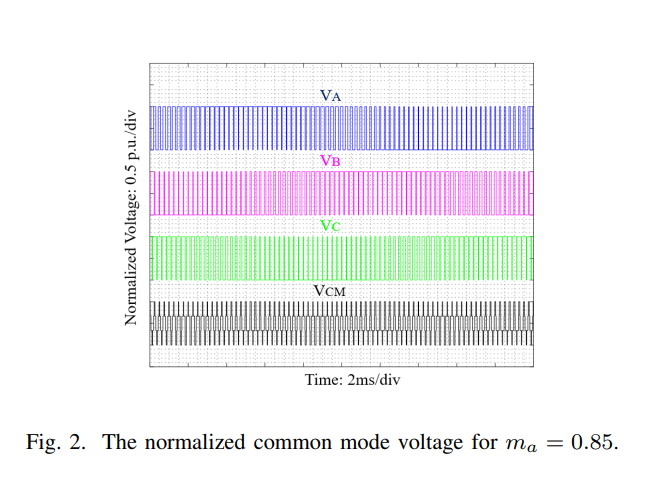 VA
VB
VC
VCM
Normalized Voltage: 0.5 p.u./div
Time: 2ms/div
Fig. 2. The normalized common mode voltage for mₐ = 0.85.